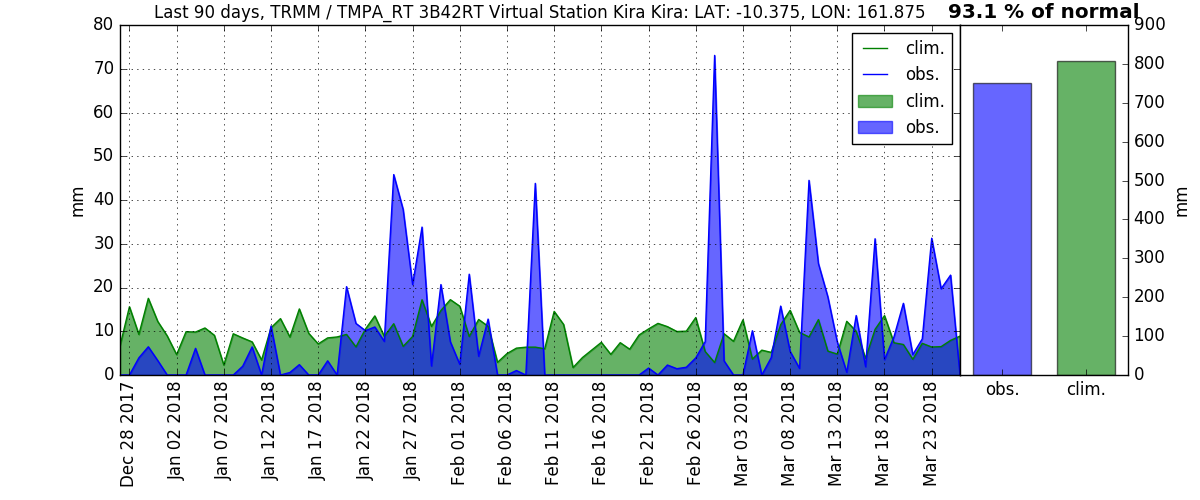 Last 90 days, TRMM / TMPA_RT 3B42RT Virtual Station Kira Kira: LAT: -10.375, LON: 161.875
93.1 % of normal
80
70
60
50
40
30
20
10
0
mm
clim.
obs.
clim.
obs.
900
800
700
600
500
400
300
200
100
0
mm
obs.
clim.
Dec 28 2017
Jan 02 2018
Jan 07 2018
Jan 12 2018
Jan 17 2018
Jan 22 2018
Jan 27 2018
Feb 01 2018
Feb 06 2018
Feb 11 2018
Feb 16 2018
Feb 21 2018
Feb 26 2018
Mar 03 2018
Mar 08 2018
Mar 13 2018
Mar 18 2018
Mar 23 2018